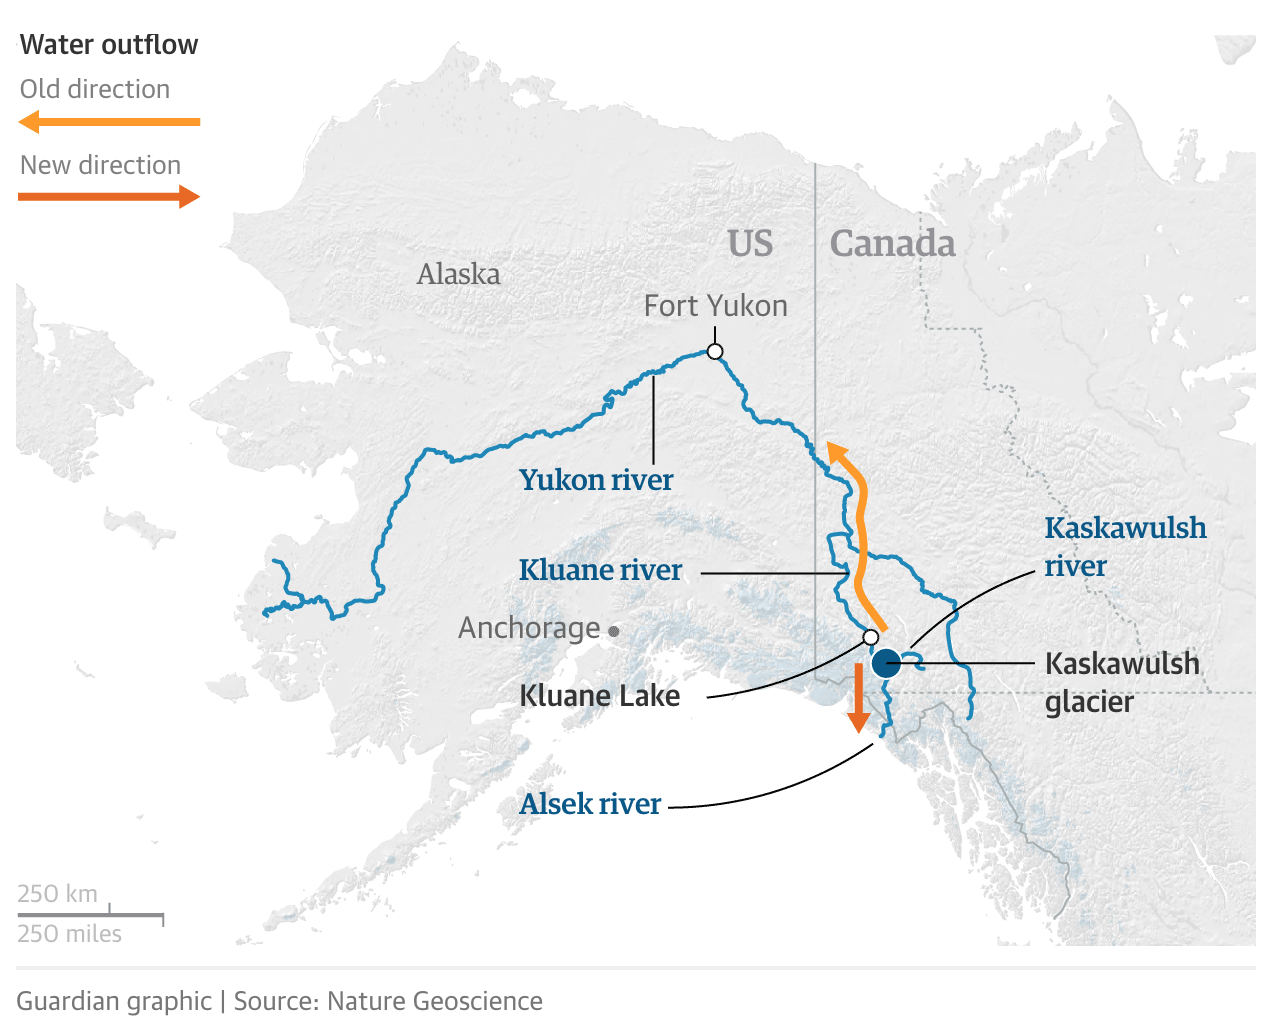 Water outflow
Old direction
New direction
US
Canada
Alaska
Fort Yukon
Yukon river
Kaskawulsh
river
Kluane river
Anchorage
Kaskawulsh
glacier
Kluane Lake
Alsek river
250 km
250 miles
Guardian graphic | Source: Nature Geoscience